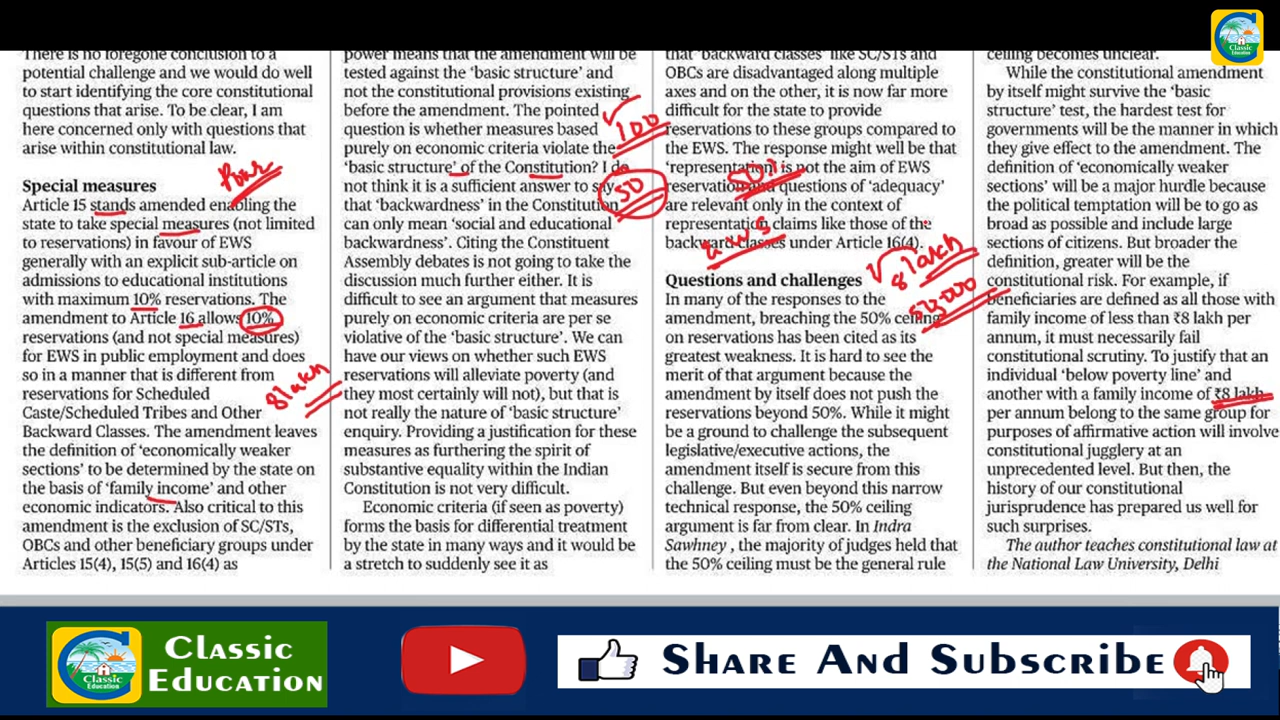 Classic
Education
There is no foregone conclusion to a
potential challenge and we would do well
to start identifying the core constitutional
questions that arise. To be clear, I am
here concerned only with questions that
arise within constitutional law.
Special measures
Article 15 stands amended enabling the
state to take special measures (not limited
to reservations) in favour of EWS
generally with an explicit sub-article on
admissions to educational institutions
with maximum 10% reservations. The
amendment to Article 16 allows 10%
reservations (and not special measures)
for EWS in public employment and does
so in a manner that is different from
reservations for Scheduled
Caste/Scheduled Tribes and Other
Backward Classes. The amendment leaves
the definition of 'economically weaker
sections' to be determined by the state on
the basis of 'family income' and other
economic indicators. Also critical to this
amendment is the exclusion of SC/STs,
OBCs and other beneficiary groups under
Articles 15(4), 15(5) and 16(4) as
8 lakh
power means that the amendment will be
tested against the 'basic structure' and
not the constitutional provisions existing
before the amendment. The pointed
question is whether measures based
purely on economic criteria violate the
'basic structure' of the Constitution? I do
not think it is a sufficient answer to say
that 'backwardness' in the Constitution
can only mean 'social and educational
backwardness'. Citing the Constituent
Assembly debates is not going to take the
discussion much further either. It is
difficult to see an argument that measures
purely on economic criteria are per se
violative of the 'basic structure'. We can
have our views on whether such EWS
reservations will alleviate poverty (and
they most certainly will not), but that is
not really the nature of 'basic structure'
enquiry. Providing a justification for these
measures as furthering the spirit of
substantive equality within the Indian
Constitution is not very difficult.
Economic criteria (if seen as poverty)
forms the basis for differential treatment
by the state in many ways and it would be
a stretch to suddenly see it as
100
50
that 'backward classes' like SC/STs and
OBCs are disadvantaged along multiple
axes and on the other, it is now far more
difficult for the state to provide
reservations to these groups compared to
the EWS. The response might well be that
'representation' is not the aim of EWS
reservation and questions of 'adequacy'
are relevant only in the context of
representation claims like those of the
backward classes under Article 16(4).
50%
EWS
8 lakh
Questions and challenges
In many of the responses to the
amendment, breaching the 50% ceiling
on reservations has been cited as its
greatest weakness. It is hard to see the
merit of that argument because the
amendment by itself does not push the
reservations beyond 50%. While it might
be a ground to challenge the subsequent
legislative/executive actions, the
amendment itself is secure from this
challenge. But even beyond this narrow
technical response, the 50% ceiling
argument is far from clear. In Indra
Sawhney , the majority of judges held that
the 50% ceiling must be the general rule
ceiling becomes unclear.
While the constitutional amendment
by itself might survive the 'basic
structure' test, the hardest test for
governments will be the manner in which
they give effect to the amendment. The
definition of 'economically weaker
sections' will be a major hurdle because
the political temptation will be to go as
broad as possible and include large
sections of citizens. But broader the
definition, greater will be the
constitutional risk. For example, if
beneficiaries are defined as all those with
family income of less than ₹8 lakh per
annum, it must necessarily fail
constitutional scrutiny. To justify that an
individual 'below poverty line' and
another with a family income of ₹8 lakh
per annum belong to the same group for
purposes of affirmative action will involve
constitutional jugglery at an
unprecedented level. But then, the
history of our constitutional
jurisprudence has prepared us well for
such surprises.
The author teaches constitutional law at
the National Law University, Delhi
Classic
Education
Classic
Education
Share And Subscribe